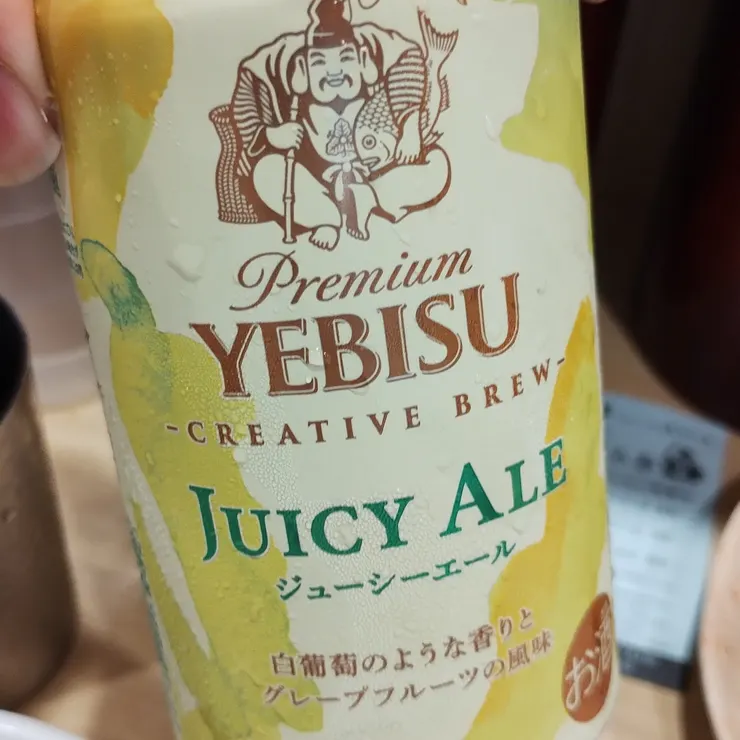 Premium
YEBISU
-CREATIVE BREW-
JUICY ALE
ジューシーエール
白葡萄のような香りと
グレープフルーツの風味
お酒